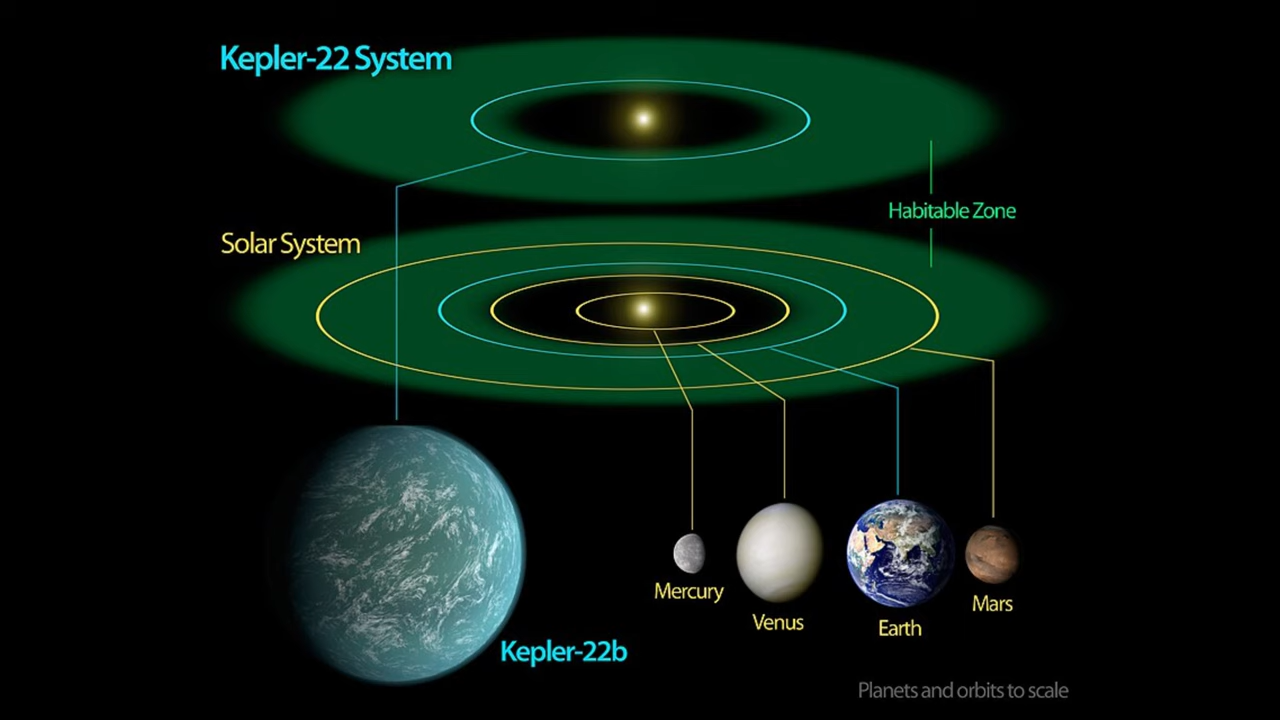 Kepler-22 System
Habitable Zone
Solar System
Mercury
Venus
Earth
Mars
Kepler-22b
Planets and orbits to scale